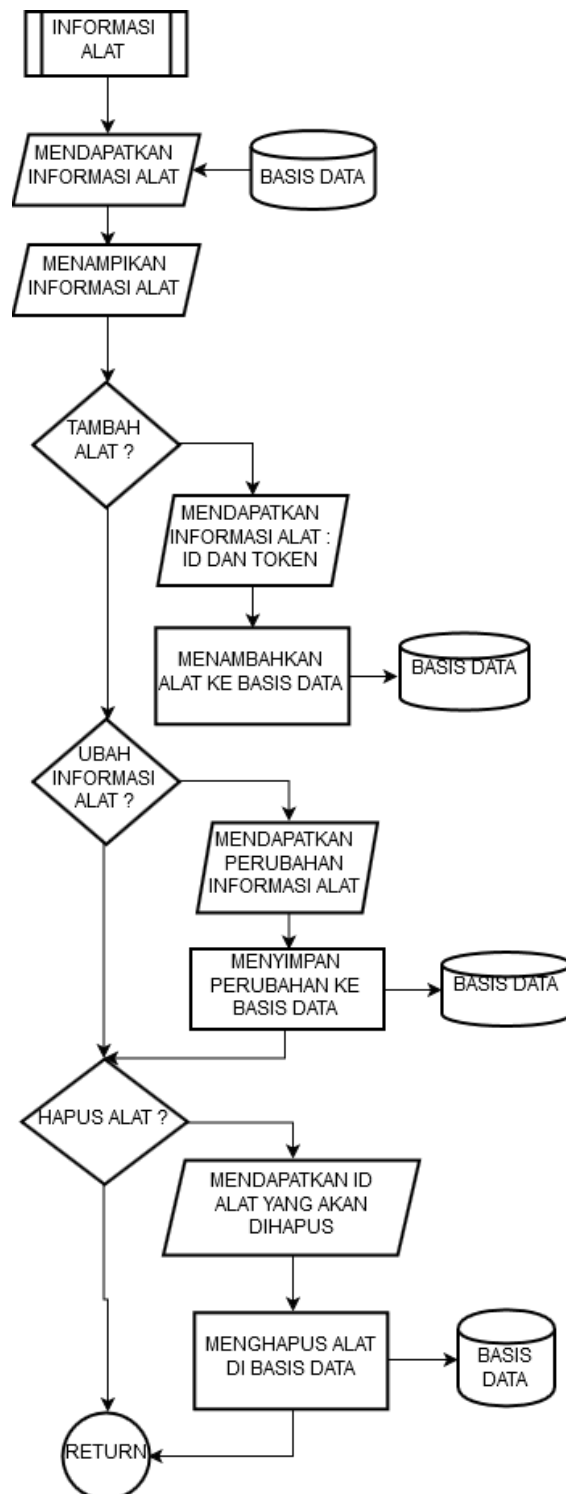 INFORMASI
ALAT
MENDAPATKAN
INFORMASI ALAT
BASIS DATA
MENAMPIKAN
INFORMASI ALAT
TAMBAH
ALAT ?
MENDAPATKAN
INFORMASI ALAT :
ID DAN TOKEN
MENAMBAHKAN
ALAT KE BASIS DATA
BASIS DATA
UBAH
INFORMASI
ALAT ?
MENDAPATKAN
PERUBAHAN
INFORMASI ALAT
MENYIMPAN
PERUBAHAN KE
BASIS DATA
BASIS DATA
HAPUS ALAT ?
MENDAPATKAN ID
ALAT YANG AKAN
DIHAPUS
MENGHAPUS ALAT
DI BASIS DATA
BASIS
DATA
RETURN